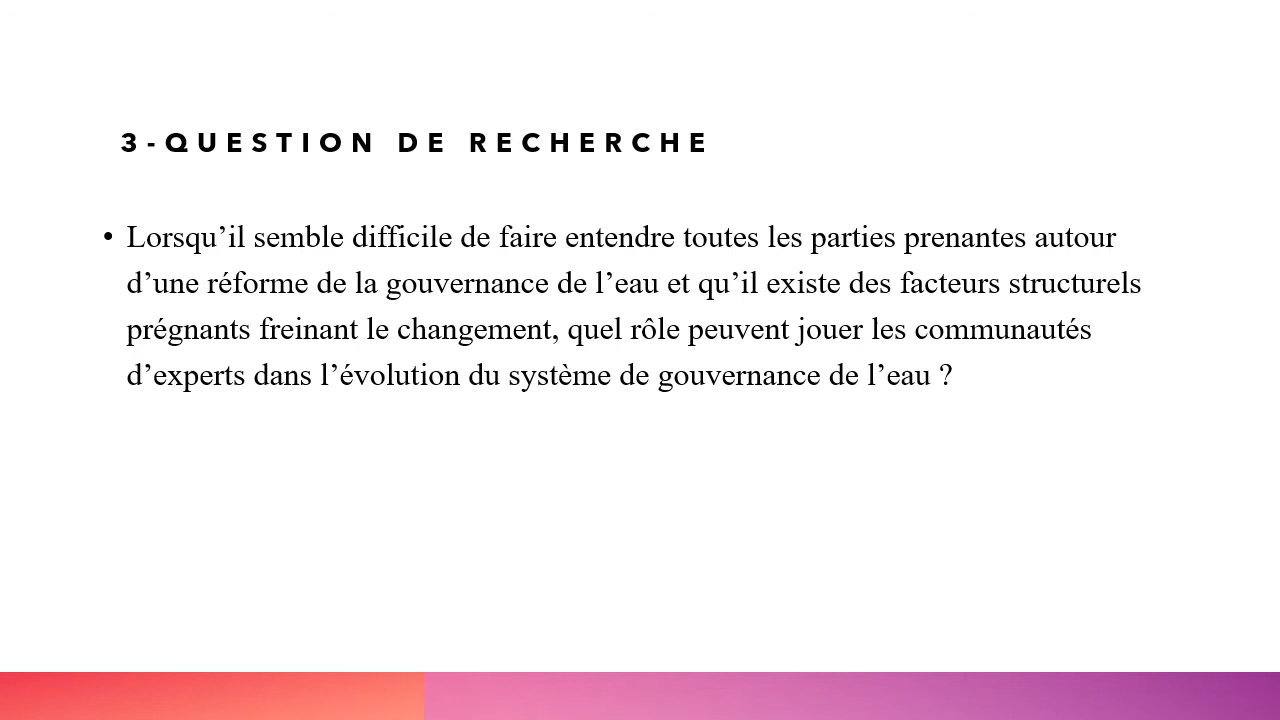 3-QUESTION DE RECHERCHE
• Lorsqu’il semble difficile de faire entendre toutes les parties prenantes autour
d’une réforme de la gouvernance de l’eau et qu’il existe des facteurs structurels
prégnants freinant le changement, quel rôle peuvent jouer les communautés
d’experts dans l’évolution du système de gouvernance de l’eau ?